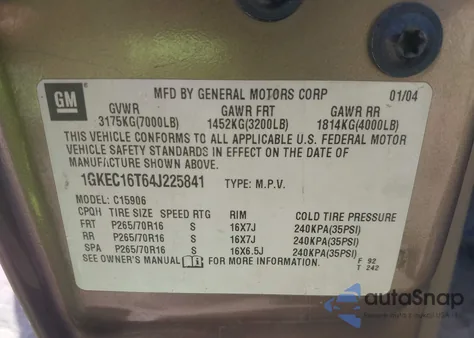 GM
MFD BY GENERAL MOTORS CORP 01/04
GVWR GAWR FRT GAWR RR
3175KG(7000LB) 1452KG(3200LB) 1814KG(4000LB)
THIS VEHICLE CONFORMS TO ALL APPLICABLE U.S. FEDERAL MOTOR
VEHICLE SAFETY STANDARDS IN EFFECT ON THE DATE OF
MANUFACTURE SHOWN ABOVE.
1GKEC16T64J225841 TYPE: M.P.V.
MODEL: C15906
CPQH TIRE SIZE SPEED RTG RIM COLD TIRE PRESSURE
FRT P265/70R16 S 16X7J 240KPA(35PSI)
RR P265/70R16 S 16X7J 240KPA(35PSI)
SPA P265/70R16 S 16X6.5J 240KPA(35PSI)
SEE OWNER'S MANUAL FOR MORE INFORMATION. F 92
T 242
autoSnap